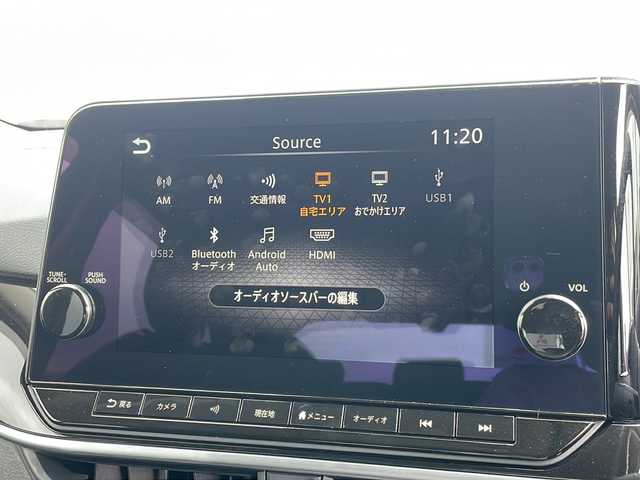 Source
11:20
AM
FM
交通情報
TV1
自宅エリア
TV2
おでかけエリア
USB1
USB2
Bluetooth
オーディオ
Android
Auto
HDMI
オーディオソースバーの編集
TUNE・
SCROLL
PUSH
SOUND
VOL
戻る
カメラ
現在地
メニュー
オーディオ